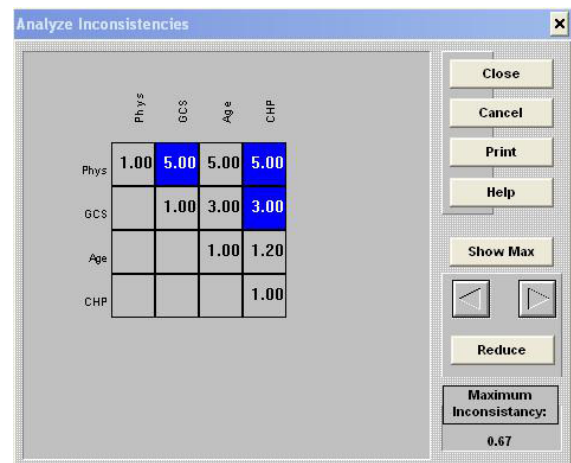 Analyze Inconsistencies
Phys GCS Age CHP
Phys 1.00 5.00 5.00 5.00
GCS 1.00 3.00 3.00
Age 1.00 1.20
CHP 1.00
Close
Cancel
Print
Help
Show Max
Reduce
Maximum
Inconsistancy:
0.67